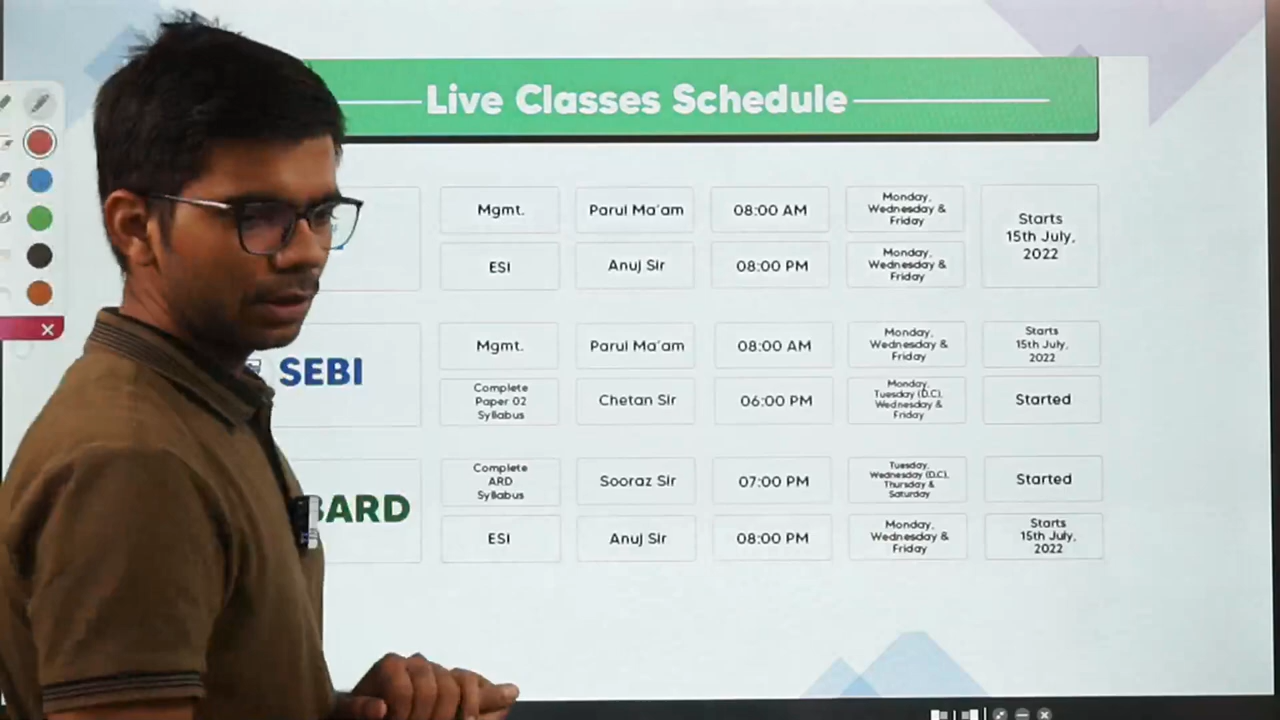 Live Classes Schedule
Mgmt.
Parul Ma'am
08:00 AM
Monday,
Wednesday &
Friday
Starts
15th July,
2022
ESI
Anuj Sir
08:00 PM
Monday,
Wednesday &
Friday
SEBI
Mgmt.
Parul Ma'am
08:00 AM
Monday,
Wednesday &
Friday
Starts
15th July,
2022
Complete
Paper 02
Syllabus
Chetan Sir
06:00 PM
Monday,
Tuesday (D.C),
Wednesday &
Friday
Started
BARD
Complete
ARD
Syllabus
Sooraz Sir
07:00 PM
Tuesday,
Wednesday (D.C),
Thursday &
Saturday
Started
ESI
Anuj Sir
08:00 PM
Monday,
Wednesday &
Friday
Starts
15th July,
2022